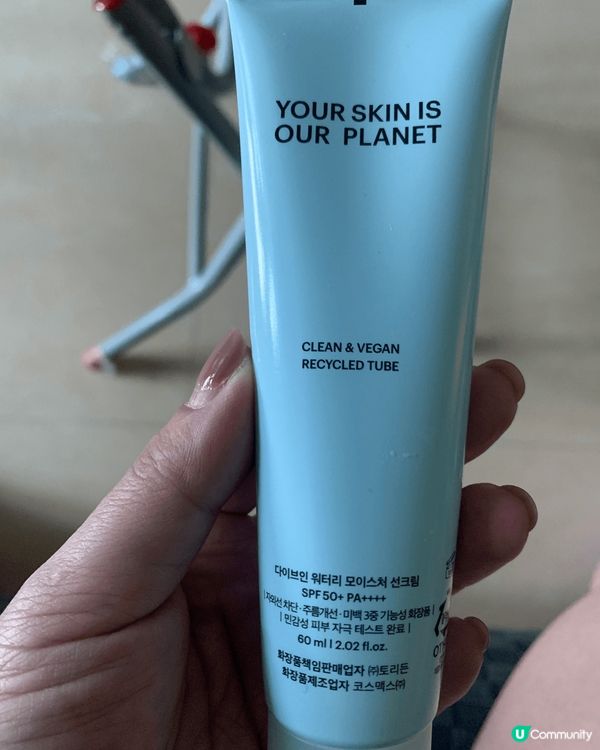 YOUR SKIN IS
OUR PLANET
CLEAN & VEGAN
RECYCLED TUBE
다이브인 워터리 모이스처 선크림
SPF 50+ PA++++
| 자외선 차단·주름개선·미백 3중 기능성 화장품 |
| 민감성 피부 자극 테스트 완료 |
60 ml | 2.02 fl.oz.
화장품책임판매업자 ㈜토리든
화장품제조업자 코스맥스㈜
U Community